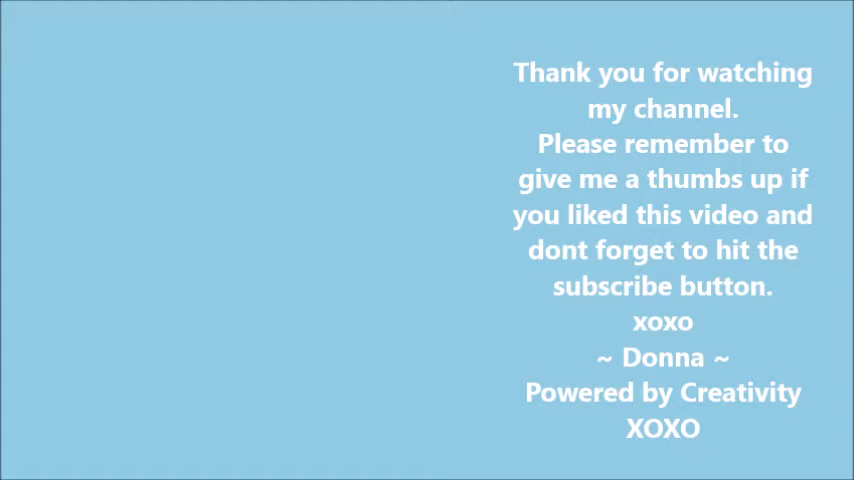 Thank you for watching
my channel.
Please remember to
give me a thumbs up if
you liked this video and
dont forget to hit the
subscribe button.
xoxo
~ Donna ~
Powered by Creativity
XOXO